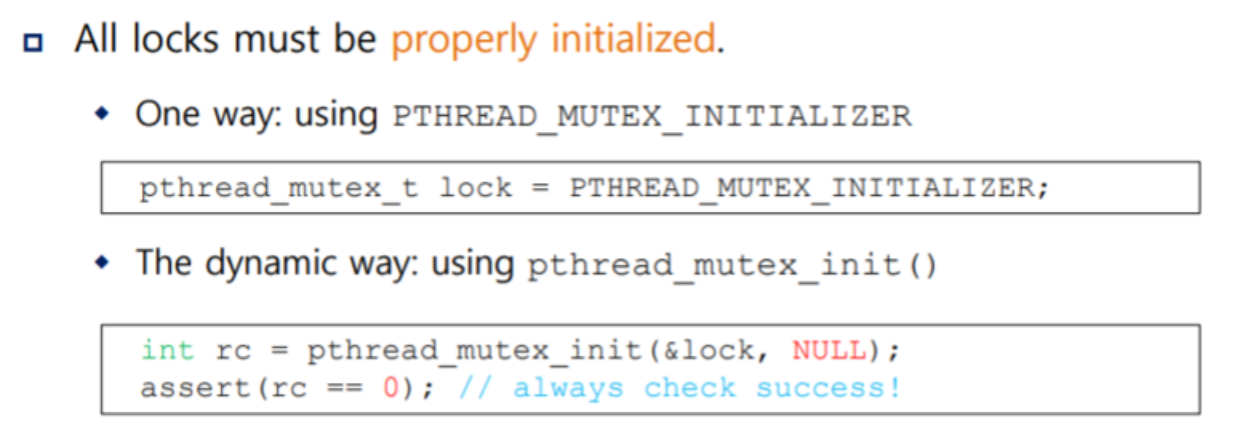 All locks must be properly initialized.
One way: using PTHREAD_MUTEX_INITIALIZER
pthread_mutex_t lock = PTHREAD_MUTEX_INITIALIZER;
The dynamic way: using pthread_mutex_init()
int rc = pthread_mutex_init(&lock, NULL);
assert(rc == 0); // always check success!